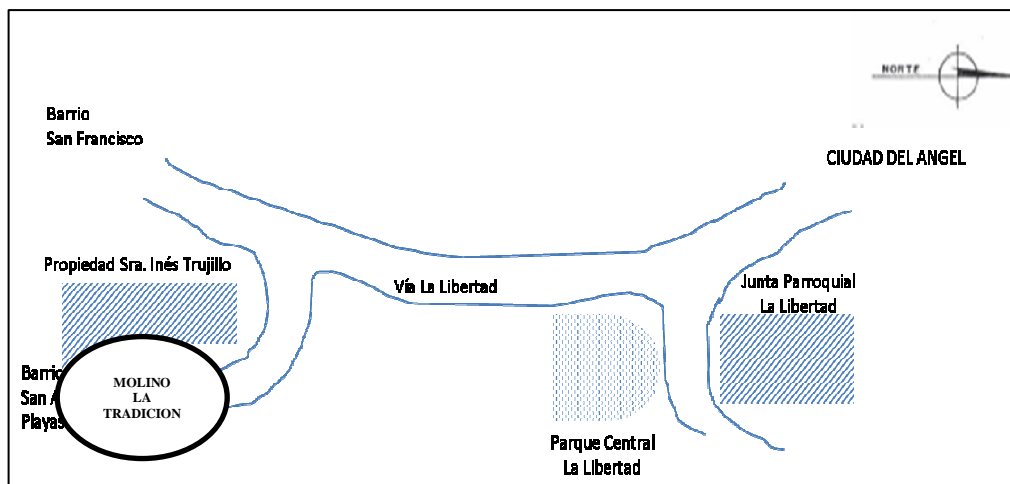 NORTE
Barrio
San Francisco
CIUDAD DEL ANGEL
Propiedad Sra. Inés Trujillo
Vía La Libertad
Junta Parroquial
La Libertad
Barrio
San
Playas
MOLINO
LA
TRADICION
Parque Central
La Libertad